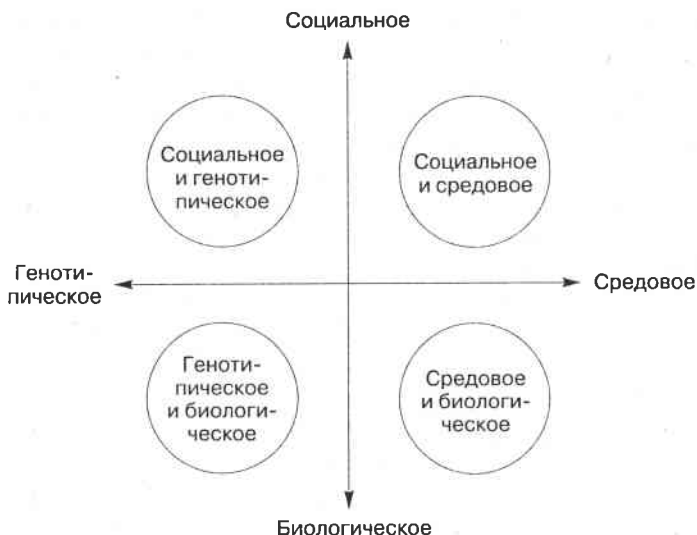 Социальное
Социальное
и геноти-
пическое
Социальное
и средовое
Геноти-
пическое
Средовое
Геноти-
пическое
и биологи-
ческое
Средовое
и биологи-
ческое
Биологическое